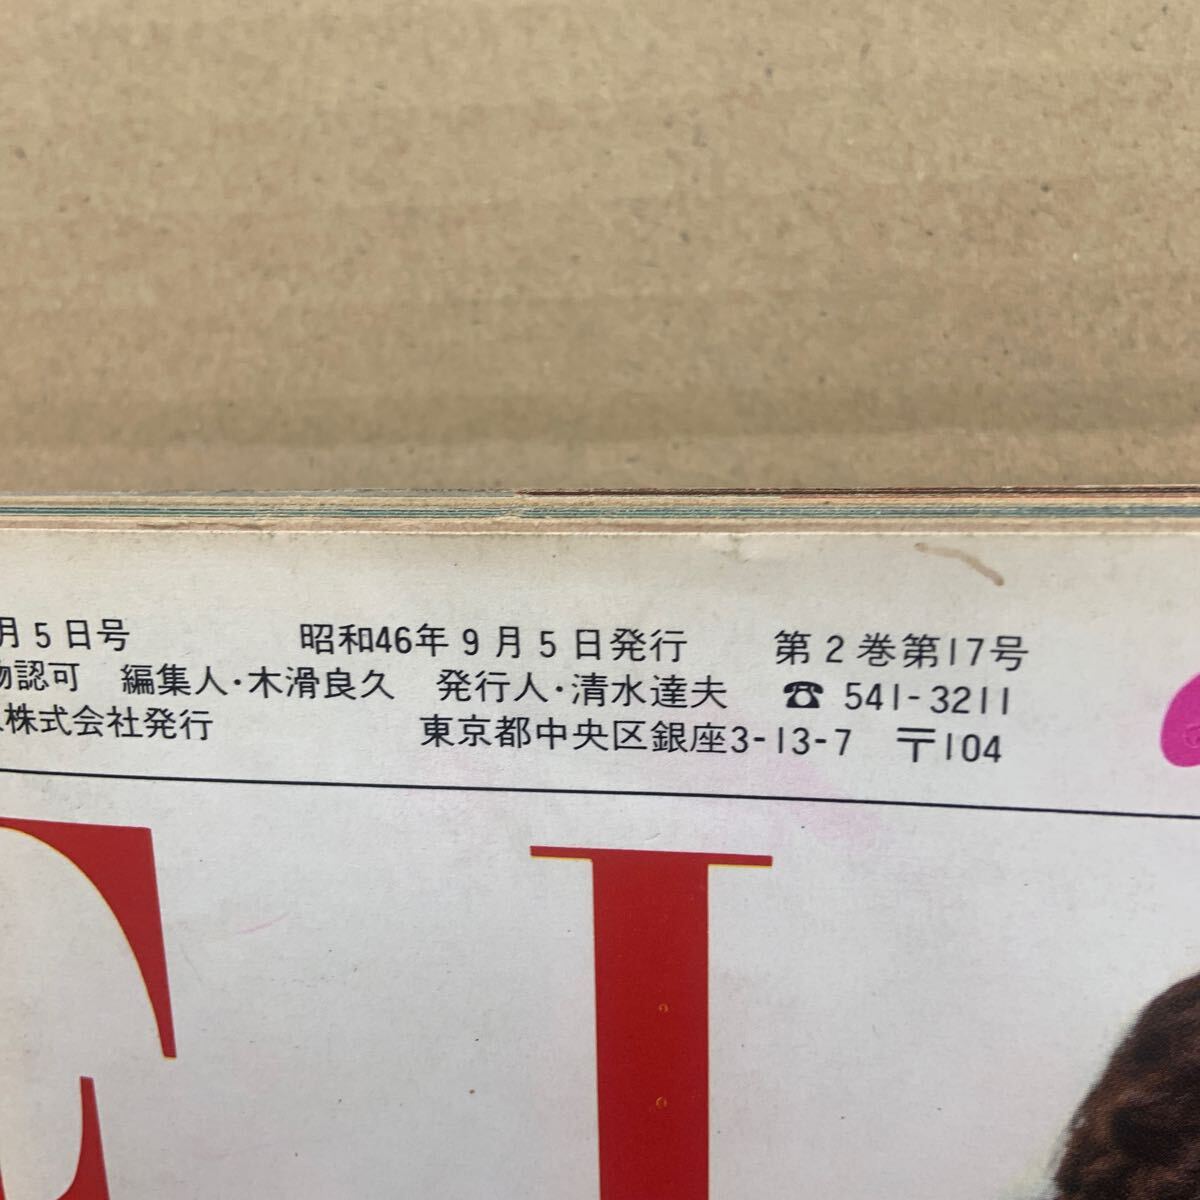 月5日号 昭和46年9月5日発行 第2巻第17号
物認可 編集人・木滑良久 発行人・清水達夫 ☎ 541-3211
株式会社発行 東京都中央区銀座3-13-7 〒104
E L